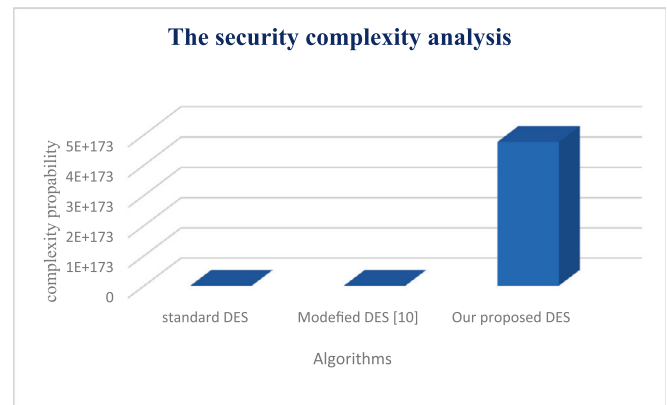 The security complexity analysis
complexity propability
5E+173
4E+173
3E+173
2E+173
1E+173
0
standard DES
Modefied DES [10]
Our proposed DES
Algorithms